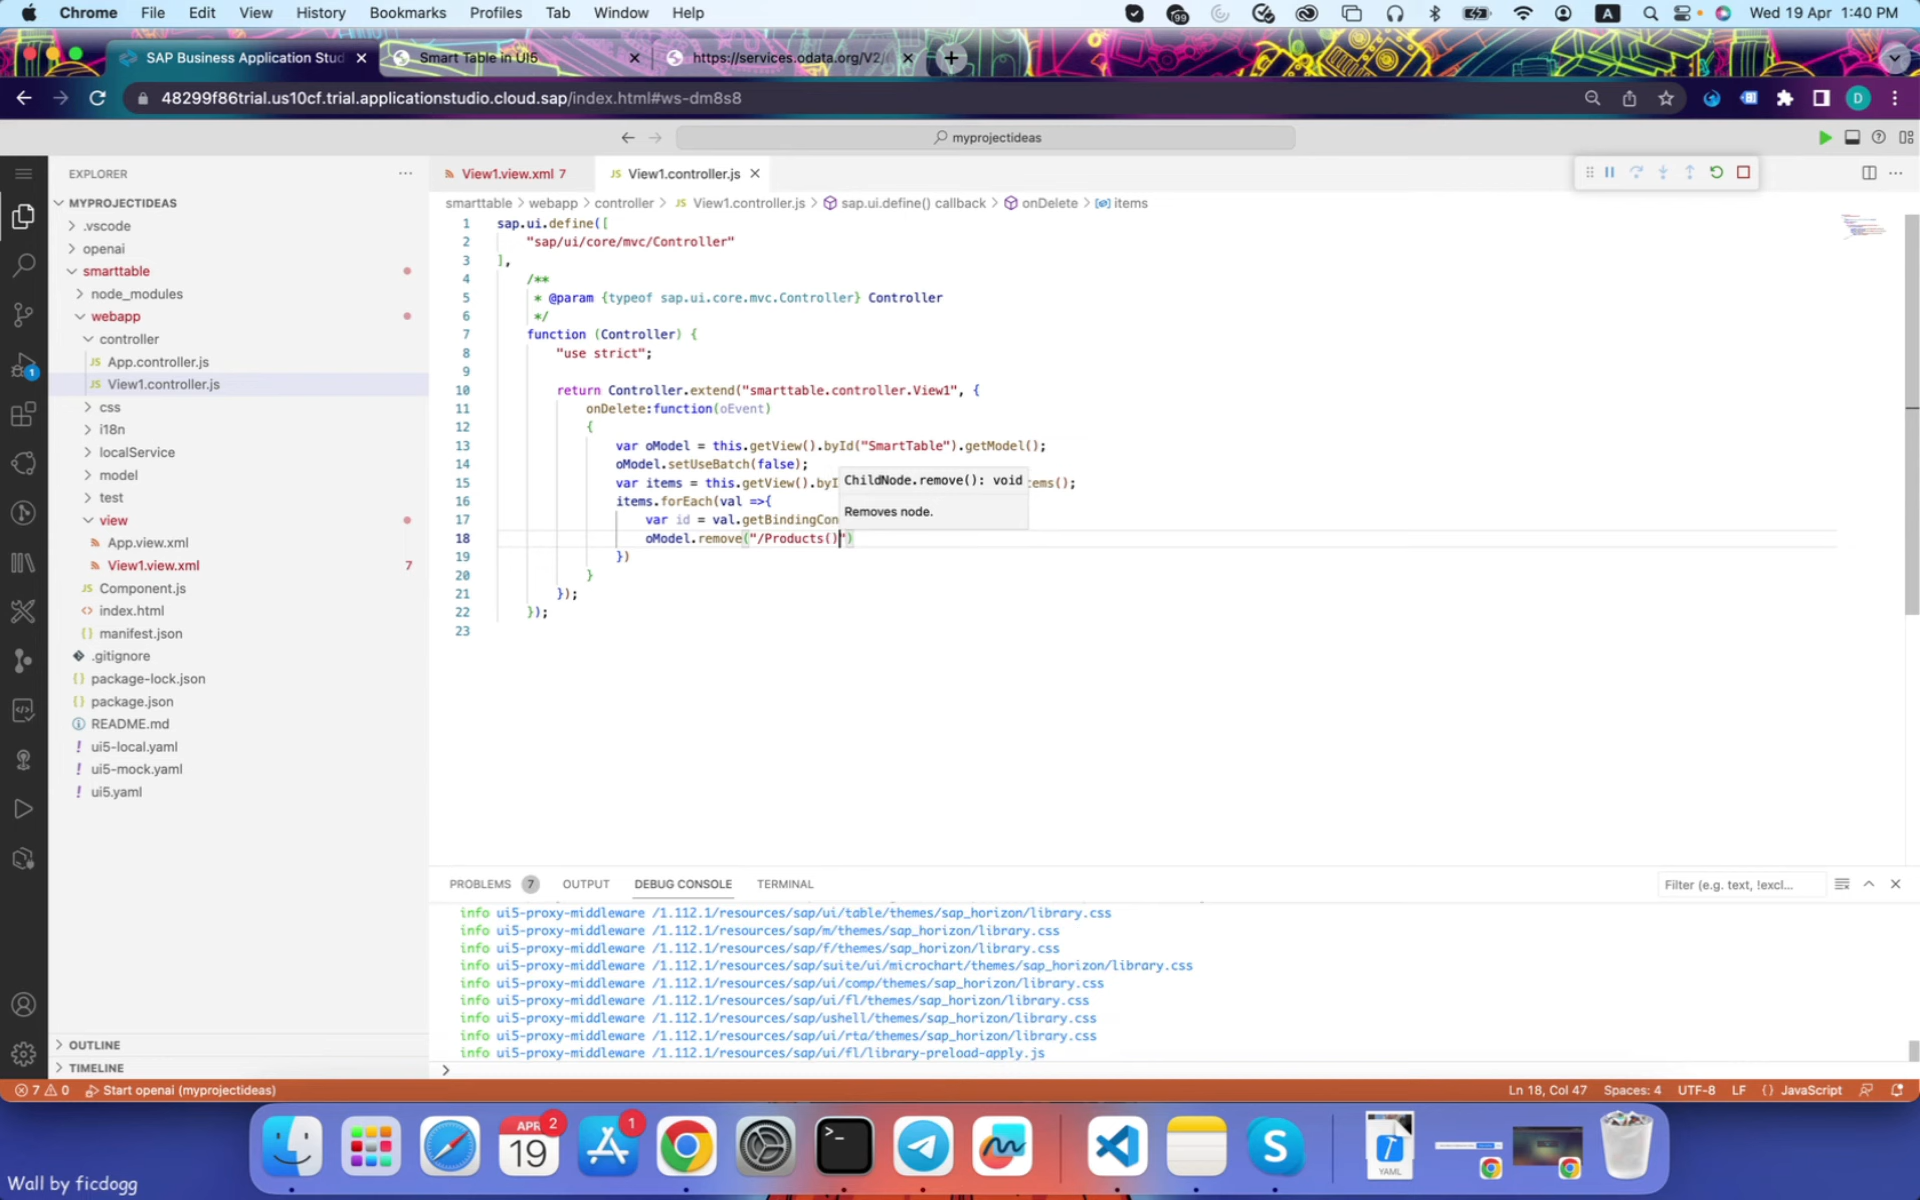 Chrome File Edit View History Bookmarks Profiles Tab Window Help 99 A Wed 19 Apr 1:40 PM
SAP Business Application Stud Smart Table in UI5 https://services.odata.org/V2/(
48299f86trial.us10cf.trial.applicationstudio.cloud.sap/index.html#ws-dm8s8 D
myprojectideas
EXPLORER
View1.view.xml 7
JS View1.controller.js
MYPROJECTIDEAS
smarttable > webapp > controller > JS View1.controller.js > sap.ui.define() callback > onDelete > items
.vscode
openai
smarttable
node_modules
webapp
controller
JS App.controller.js
JS View1.controller.js
css
i18n
localService
model
test
view
App.view.xml
View1.view.xml 7
JS Component.js
<> index.html
{} manifest.json
.gitignore
{} package-lock.json
{} package.json
README.md
! ui5-local.yaml
! ui5-mock.yaml
! ui5.yaml
OUTLINE
TIMELINE
1 sap.ui.define([
2 "sap/ui/core/mvc/Controller"
3 ],
4 /**
5 * @param {typeof sap.ui.core.mvc.Controller} Controller
6 */
7 function (Controller) {
8 "use strict";
9
10 return Controller.extend("smarttable.controller.View1", {
11 onDelete:function(oEvent)
12 {
13 var oModel = this.getView().byId("SmartTable").getModel();
14 oModel.setUseBatch(false);
15 var items = this.getView().byI ems();
16 items.forEach(val =>{
17 var id = val.getBindingCon
18 oModel.remove("/Products()")
19 })
20 }
21 });
22 });
23
ChildNode.remove(): void
Removes node.
PROBLEMS 7 OUTPUT DEBUG CONSOLE TERMINAL Filter (e.g. text, !excl...
info ui5-proxy-middleware /1.112.1/resources/sap/ui/table/themes/sap_horizon/library.css
info ui5-proxy-middleware /1.112.1/resources/sap/m/themes/sap_horizon/library.css
info ui5-proxy-middleware /1.112.1/resources/sap/f/themes/sap_horizon/library.css
info ui5-proxy-middleware /1.112.1/resources/sap/suite/ui/microchart/themes/sap_horizon/library.css
info ui5-proxy-middleware /1.112.1/resources/sap/ui/comp/themes/sap_horizon/library.css
info ui5-proxy-middleware /1.112.1/resources/sap/ui/fl/themes/sap_horizon/library.css
info ui5-proxy-middleware /1.112.1/resources/sap/ushell/themes/sap_horizon/library.css
info ui5-proxy-middleware /1.112.1/resources/sap/ui/rta/themes/sap_horizon/library.css
info ui5-proxy-middleware /1.112.1/resources/sap/ui/fl/library-preload-apply.js
>
1
7 0 Start openai (myprojectideas) Ln 18, Col 47 Spaces: 4 UTF-8 LF {} JavaScript
APR 2
19
1
S
YAML
Wall by ficdogg